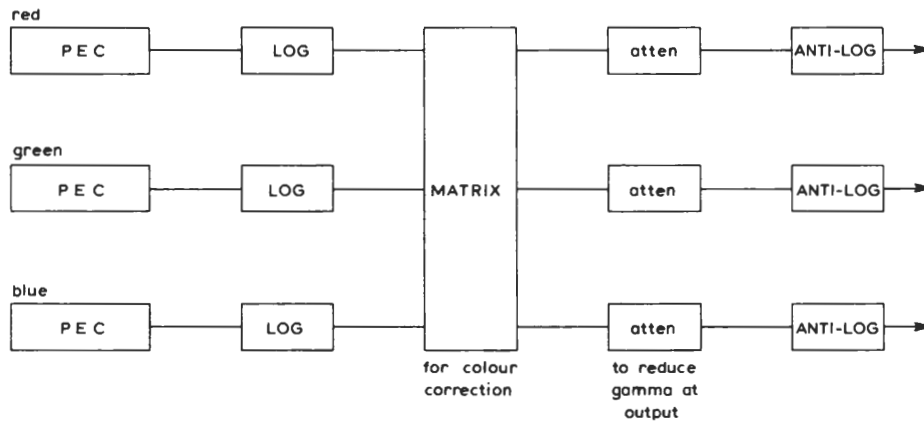 red
PEC LOG atten ANTI-LOG
green
PEC LOG MATRIX atten ANTI-LOG
blue
PEC LOG atten ANTI-LOG
for colour
correction
to reduce
gamma at
output